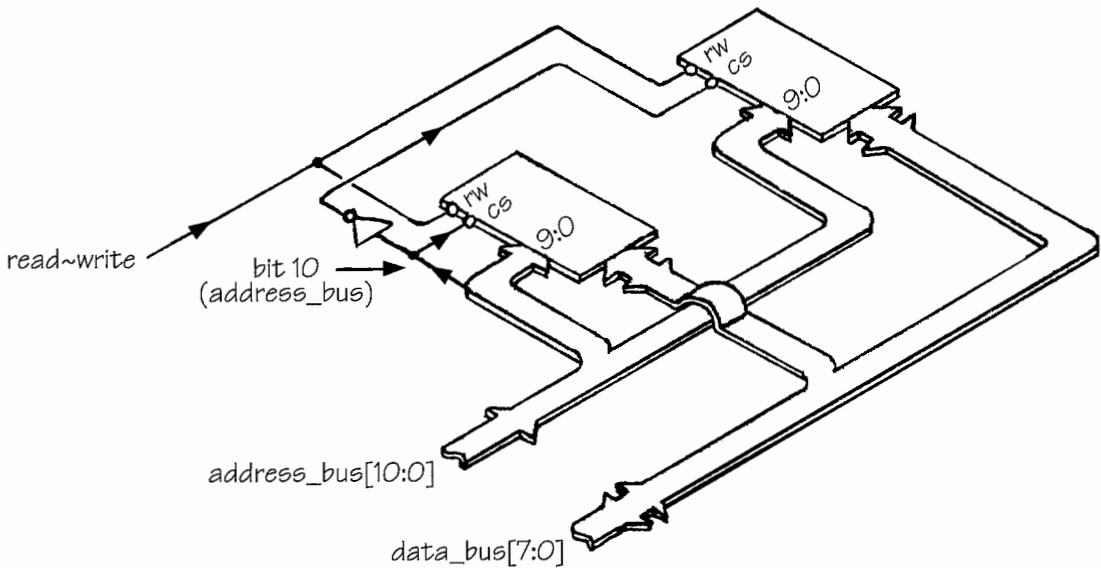 rw
cs
9:0
rw
cs
9:0
read~write
bit 10
(address_bus)
address_bus[10:0]
data_bus[7:0]